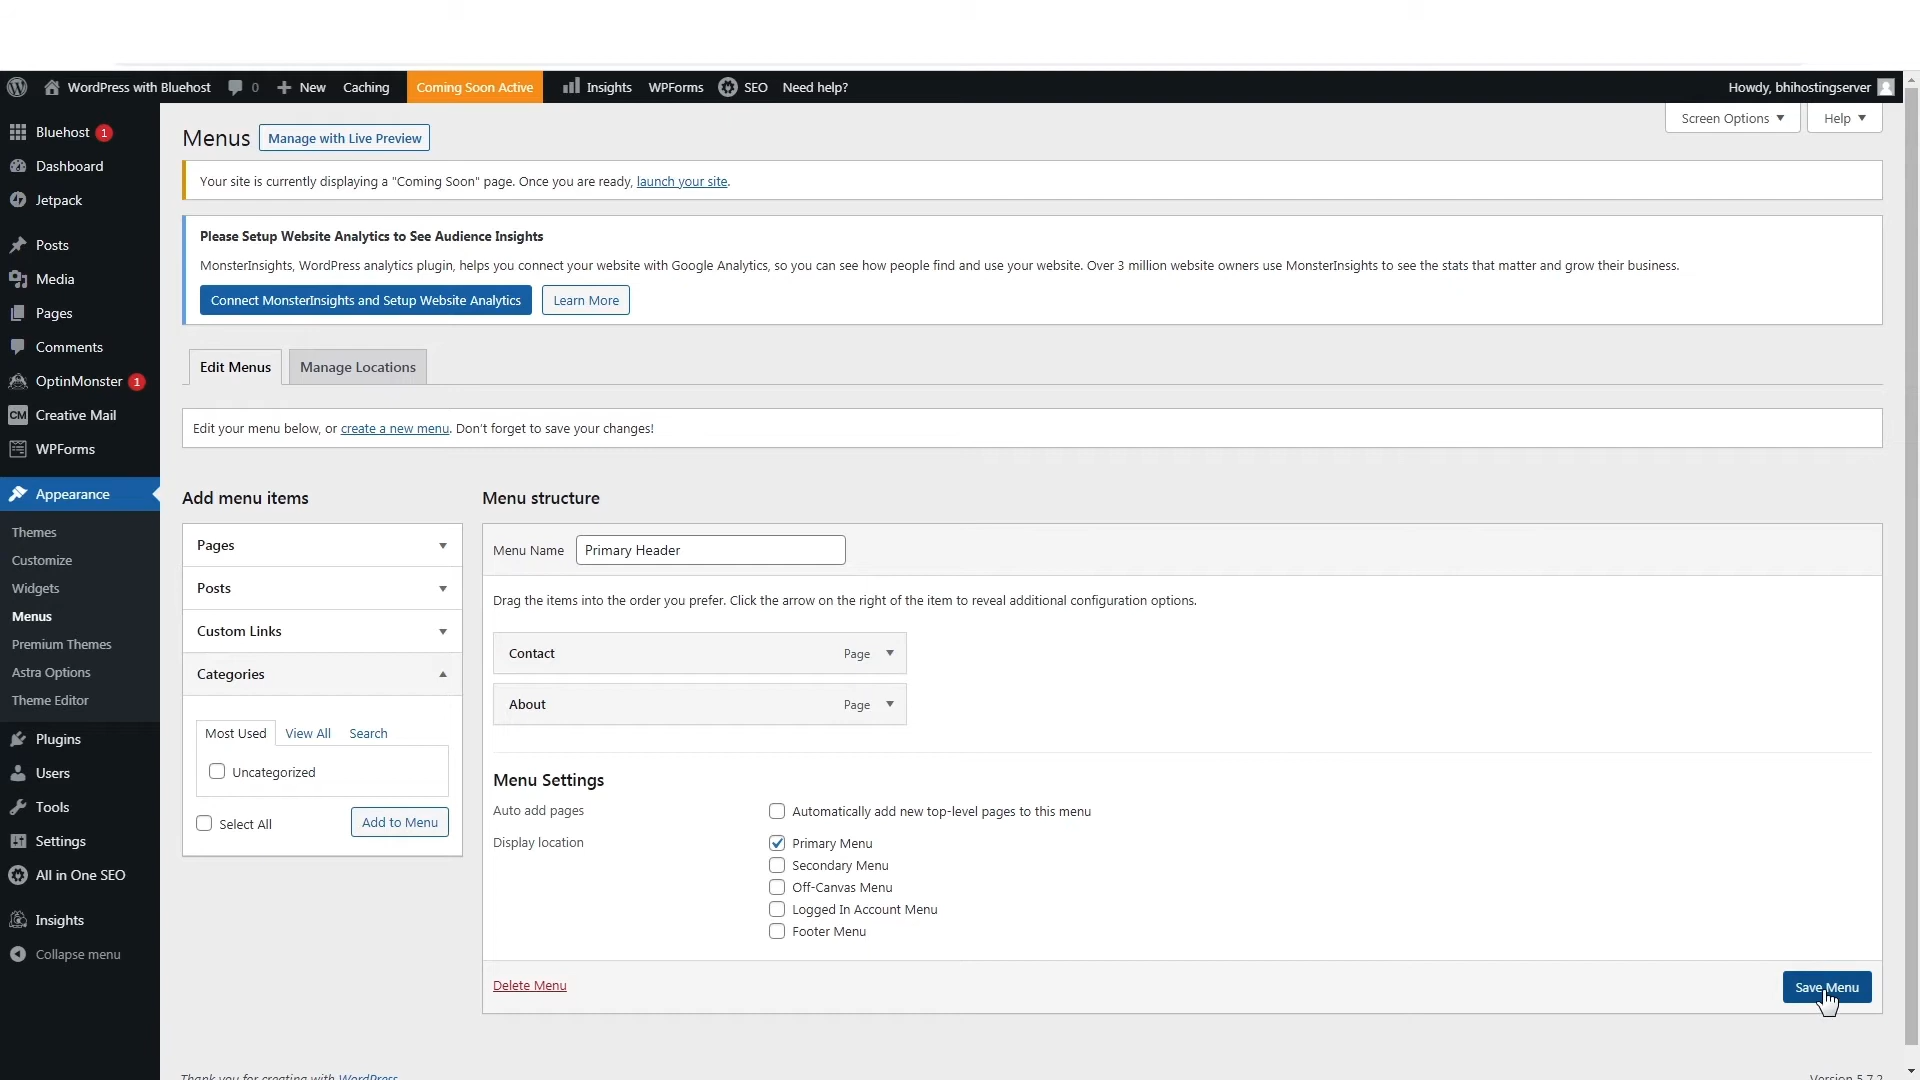 WordPress with Bluehost 0 New Caching Coming Soon Active Insights WPForms SEO Need help? Howdy, bhihostingserver
Screen Options Help
Bluehost 1
Dashboard
Jetpack
Posts
Media
Pages
Comments
OptinMonster 1
CM Creative Mail
WPForms
Appearance
Themes
Customize
Widgets
Menus
Premium Themes
Astra Options
Theme Editor
Plugins
Users
Tools
Settings
All in One SEO
Insights
Collapse menu
Menus Manage with Live Preview
Your site is currently displaying a "Coming Soon" page. Once you are ready, launch your site.
Please Setup Website Analytics to See Audience Insights
MonsterInsights, WordPress analytics plugin, helps you connect your website with Google Analytics, so you can see how people find and use your website. Over 3 million website owners use MonsterInsights to see the stats that matter and grow their business.
Connect MonsterInsights and Setup Website Analytics Learn More
Edit Menus Manage Locations
Edit your menu below, or create a new menu. Don't forget to save your changes!
Add menu items
Pages
Posts
Custom Links
Categories
Most Used View All Search
Uncategorized
Select All Add to Menu
Menu structure
Menu Name Primary Header
Drag the items into the order you prefer. Click the arrow on the right of the item to reveal additional configuration options.
Contact Page
About Page
Menu Settings
Auto add pages Automatically add new top-level pages to this menu
Display location Primary Menu
Secondary Menu
Off-Canvas Menu
Logged In Account Menu
Footer Menu
Delete Menu Save Menu
Thank you for creating with WordPress Version 5.7.2